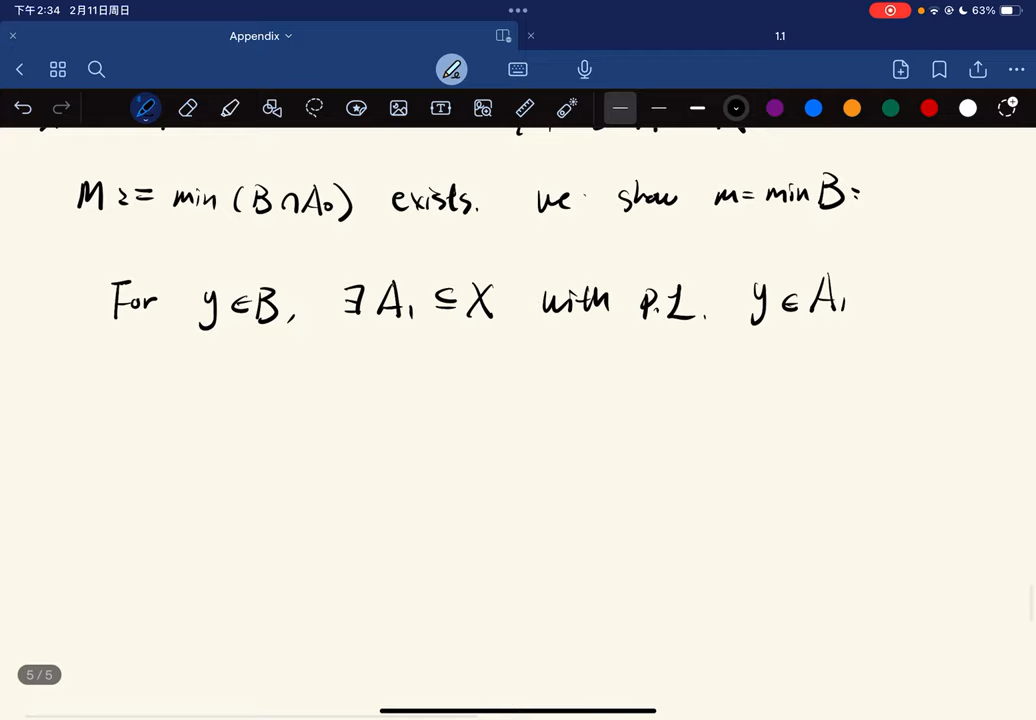 下午2:34 2月11日周日
63%
Appendix
1.1
M := min (B ∩ A₀) exists. we show m = min B:
For y ∈ B, ∃ A₁ ⊆ X with P.L. y ∈ A₁
5 / 5